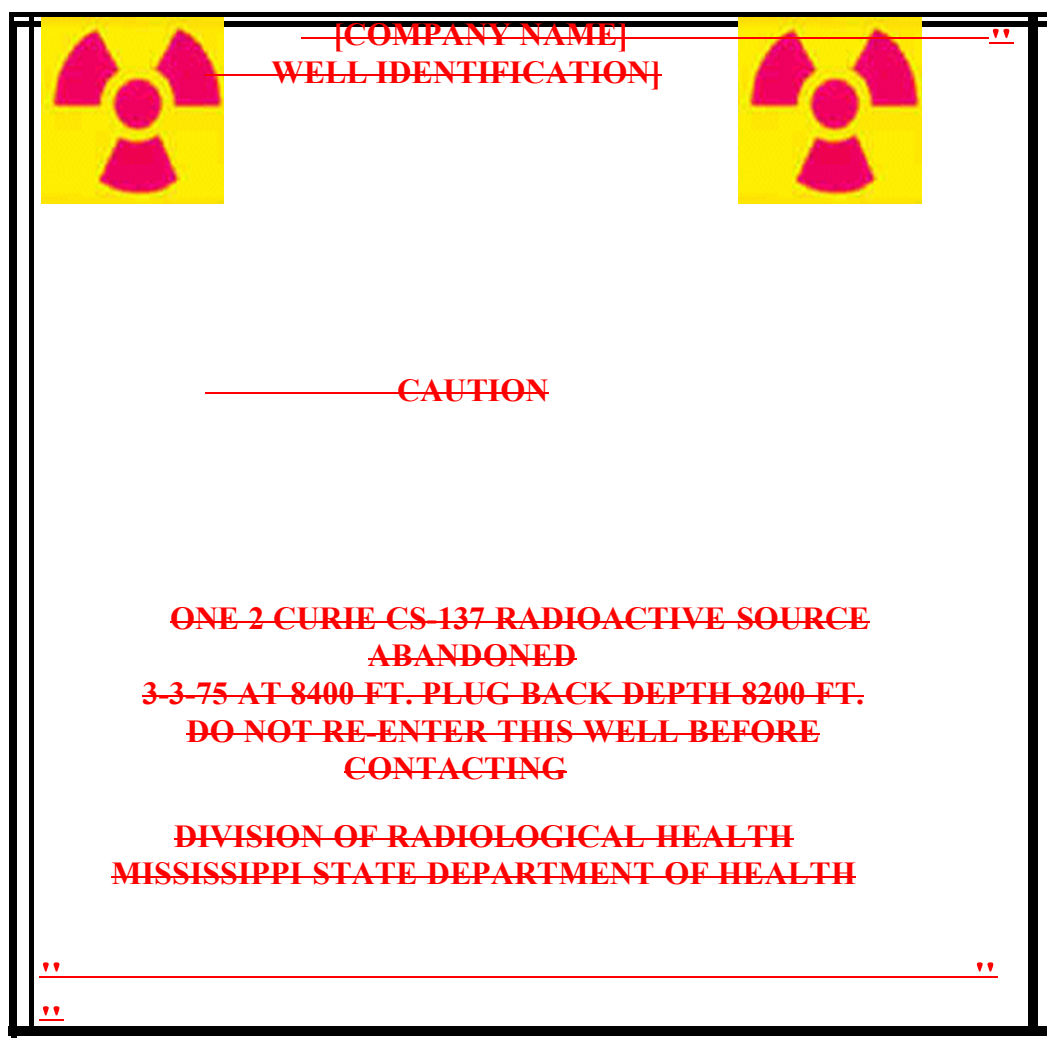 [COMPANY NAME] "
WELL IDENTIFICATION]
CAUTION
ONE 2 CURIE CS-137 RADIOACTIVE SOURCE
ABANDONED
3-3-75 AT 8400 FT. PLUG BACK DEPTH 8200 FT.
DO NOT RE-ENTER THIS WELL BEFORE
CONTACTING
DIVISION OF RADIOLOGICAL HEALTH
MISSISSIPPI STATE DEPARTMENT OF HEALTH
" "
"